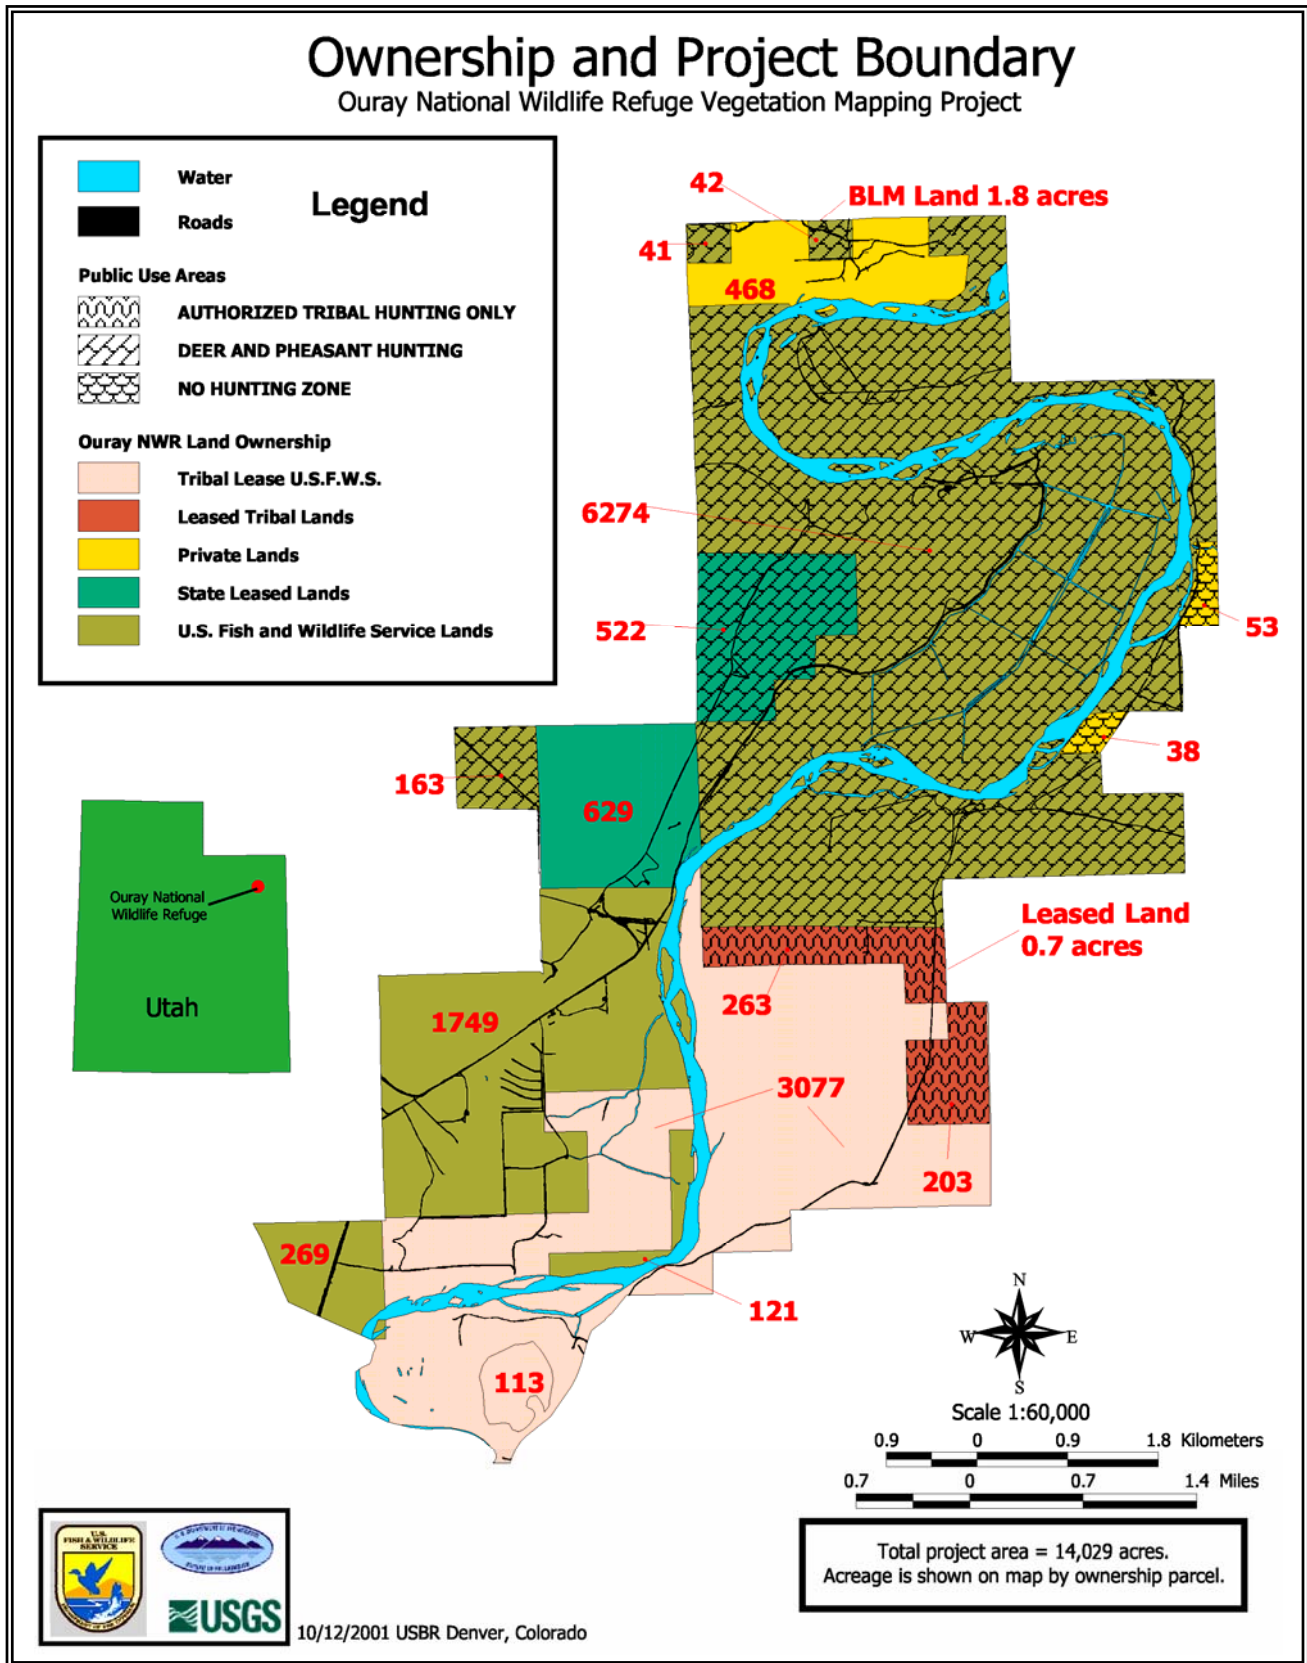 Ownership and Project Boundary
Ouray National Wildlife Refuge Vegetation Mapping Project
Legend
Water
Roads
Public Use Areas
AUTHORIZED TRIBAL HUNTING ONLY
DEER AND PHEASANT HUNTING
NO HUNTING ZONE
Ouray NWR Land Ownership
Tribal Lease U.S.F.W.S.
Leased Tribal Lands
Private Lands
State Leased Lands
U.S. Fish and Wildlife Service Lands
42
BLM Land 1.8 acres
41
468
6274
522
53
38
163
629
Ouray National
Wildlife Refuge
Utah
Leased Land
0.7 acres
263
1749
3077
203
269
121
113
N
W
E
S
Scale 1:60,000
0.9 0 0.9 1.8 Kilometers
0.7 0 0.7 1.4 Miles
Total project area = 14,029 acres.
Acreage is shown on map by ownership parcel.
U.S.
FISH & WILDLIFE
SERVICE
USGS
10/12/2001 USBR Denver, Colorado